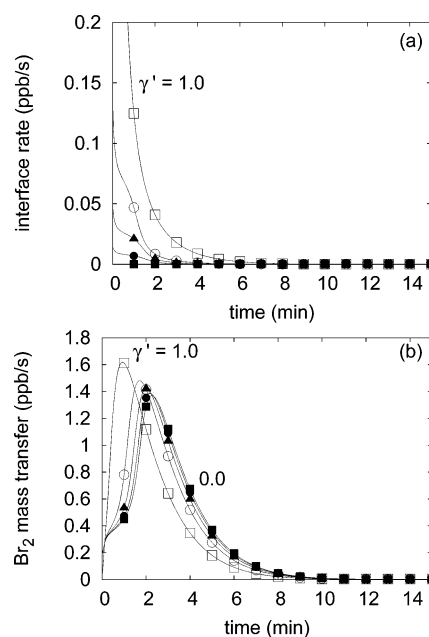 (a)
0.2
0.15
0.1
0.05
0
γ' = 1.0
interface rate (ppb/s)
0 2 4 6 8 10 12 14
time (min)
(b)
1.8
1.6
1.4
1.2
1
0.8
0.6
0.4
0.2
0
γ' = 1.0
0.0
Br₂ mass transfer (ppb/s)
0 2 4 6 8 10 12 14
time (min)